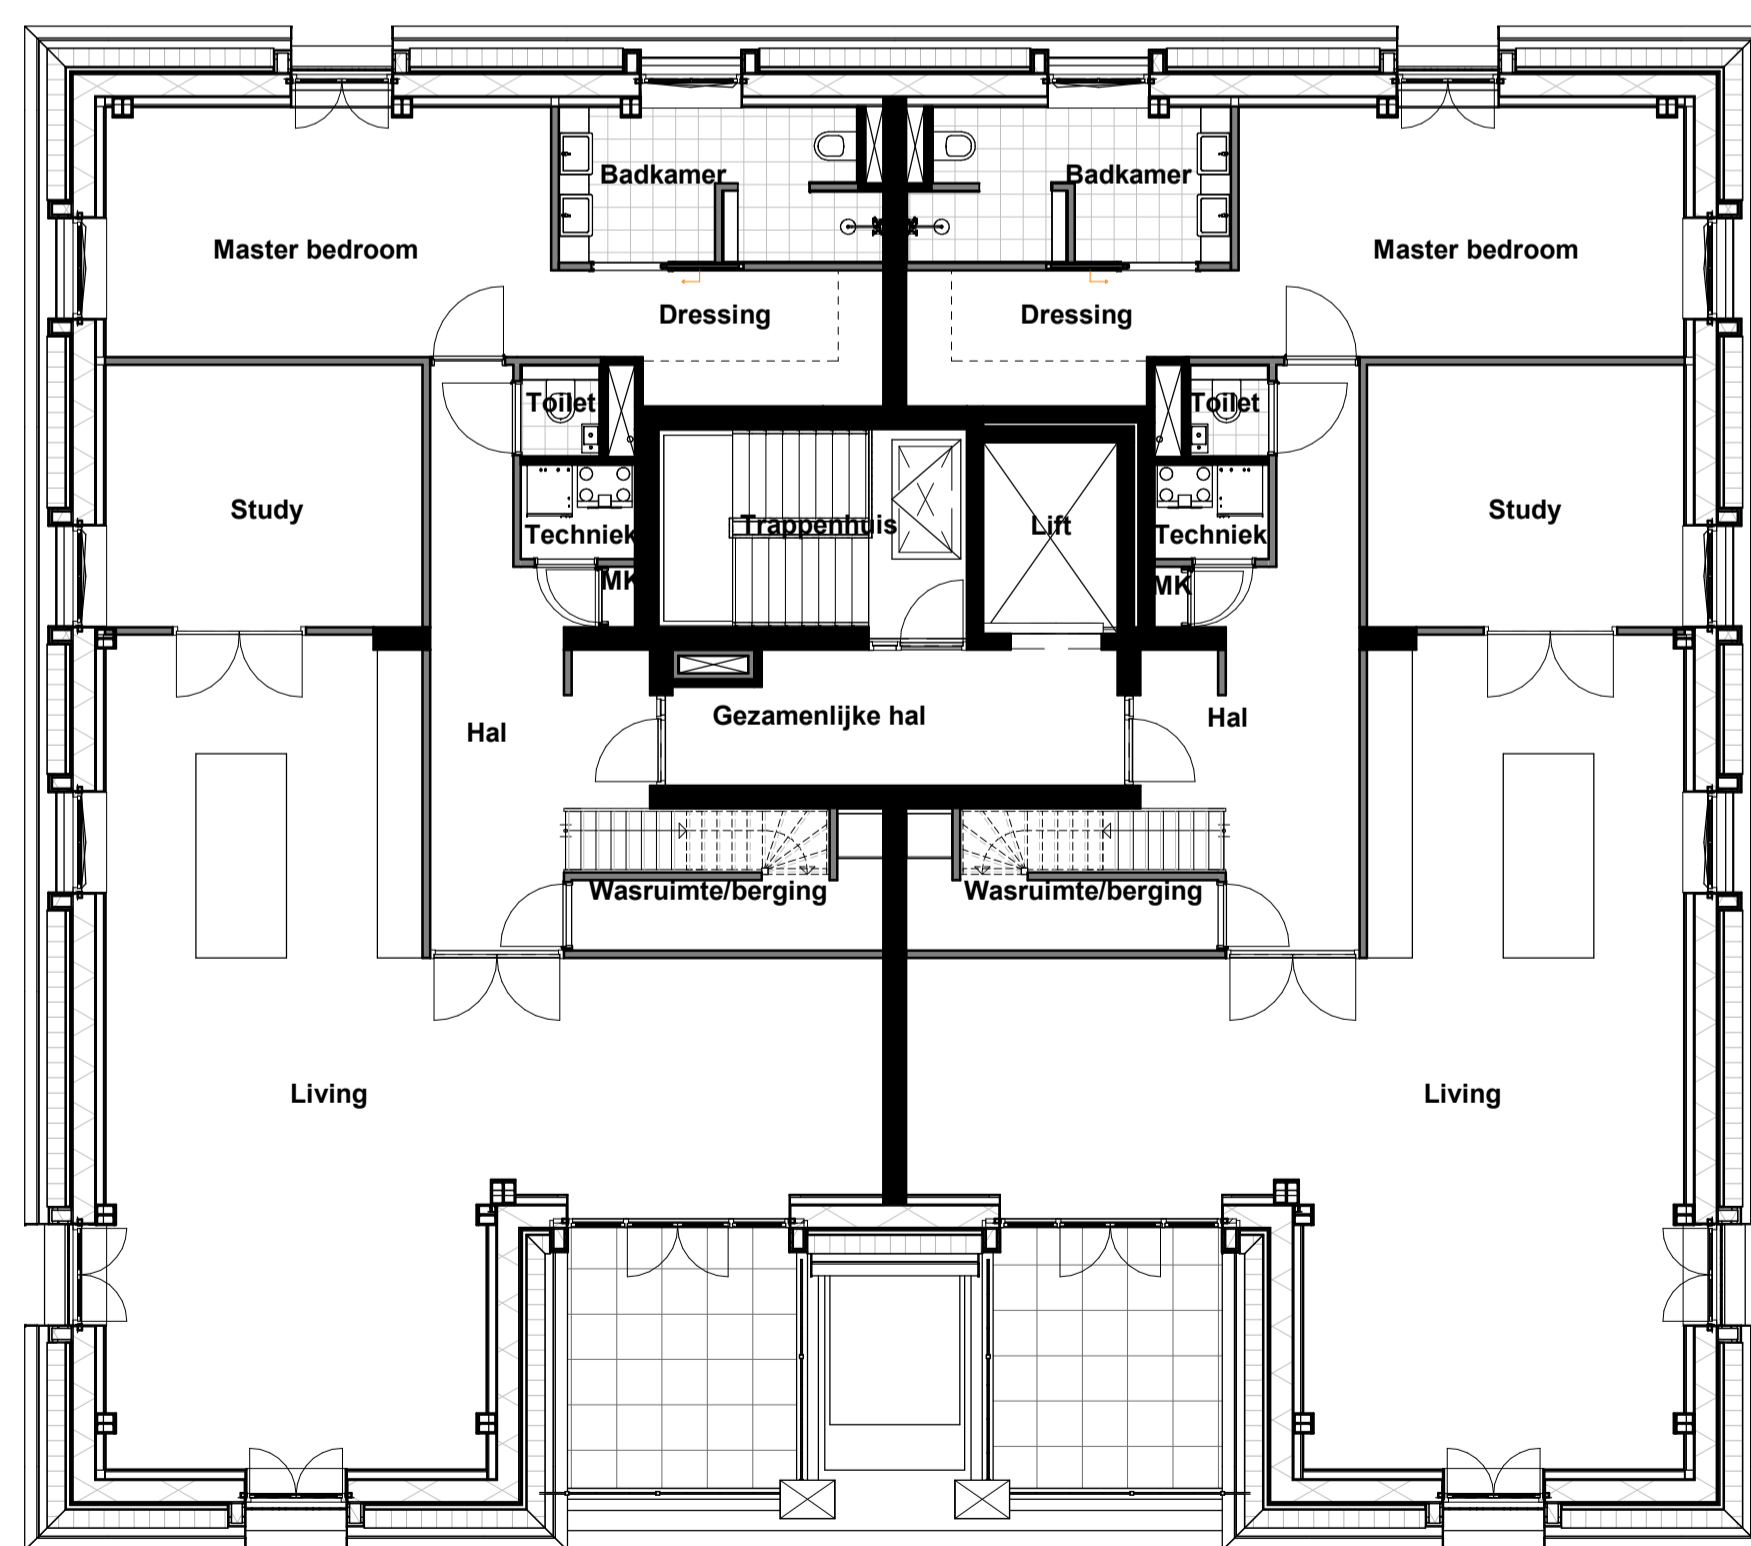 Badkamer
Badkamer
Master bedroom
Master bedroom
Dressing
Dressing
Toilet
Toilet
Study
Study
Trappenhuis
Lift
Techniek
Techniek
MK
MK
Gezamenlijke hal
Hal
Hal
Wasruimte/berging
Wasruimte/berging
Living
Living